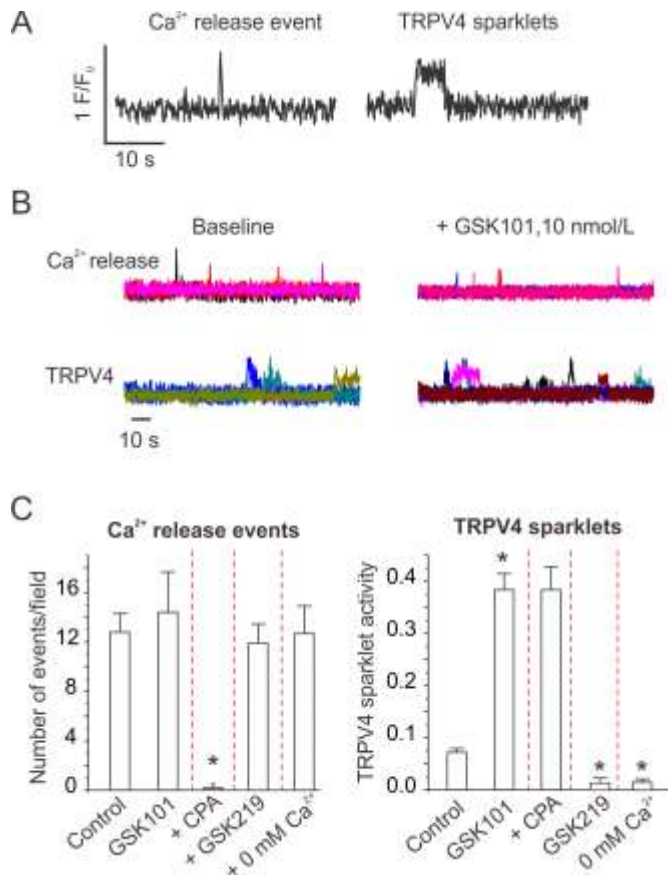 A
Ca²⁺ release event
TRPV4 sparklets
1 F/F₀
10 s
B
Baseline
+ GSK101,10 nmol/L
Ca²⁺ release
TRPV4
10 s
C
Ca²⁺ release events
TRPV4 sparklets
Number of events/field
16
12
8
4
0
*
Control
GSK101
+ CPA
+ GSK219
+ 0 mM Ca²⁺
TRPV4 sparklet activity
0.4
0.3
0.2
0.1
0.0
*
*
*
Control
GSK101
+ CPA
GSK219
0 mM Ca²⁺